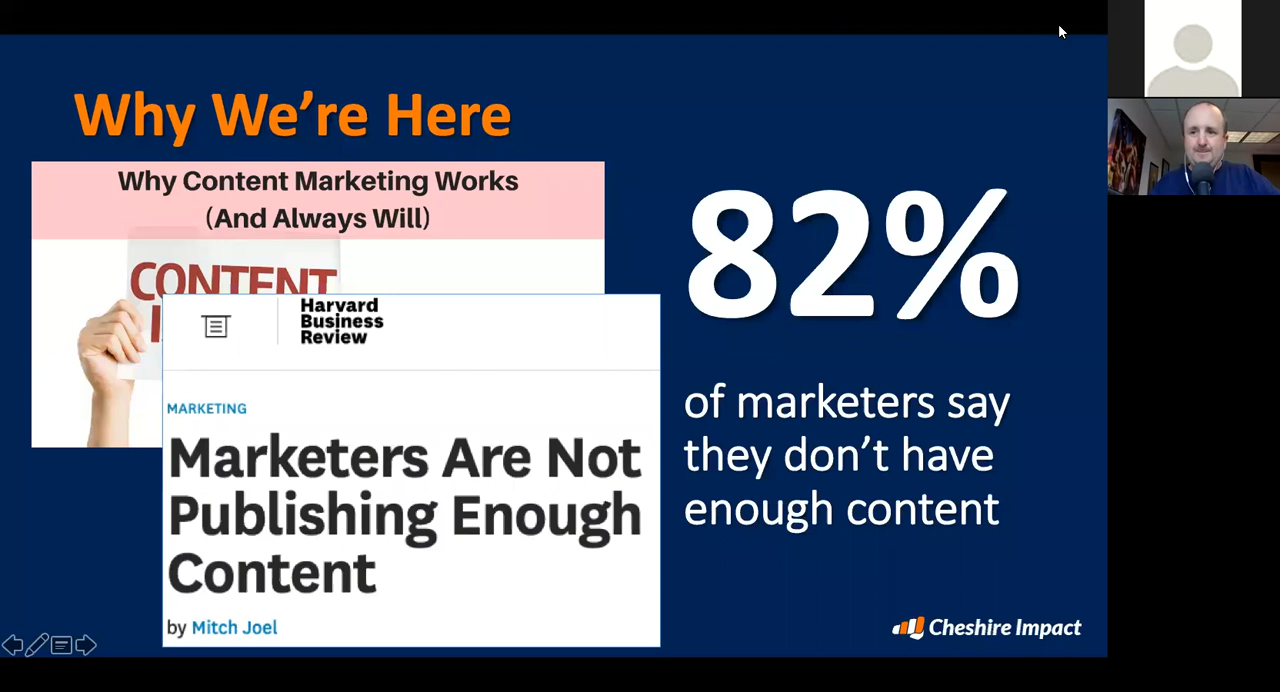 Why We're Here
Why Content Marketing Works
(And Always Will)
CONTENT
Harvard
Business
Review
MARKETING
Marketers Are Not
Publishing Enough
Content
by Mitch Joel
82%
of marketers say
they don't have
enough content
Cheshire Impact